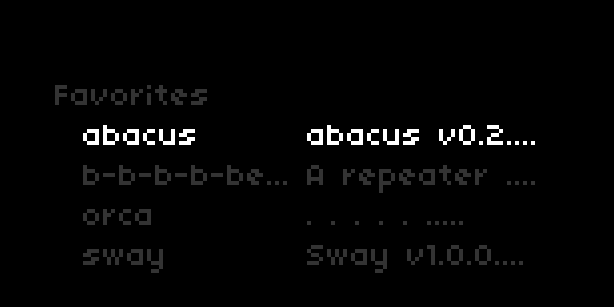 Favorites
abacus abacus v0.2....
b-b-b-b-be... A repeater ....
orca . . . . . .....
sway Sway v1.0.0....